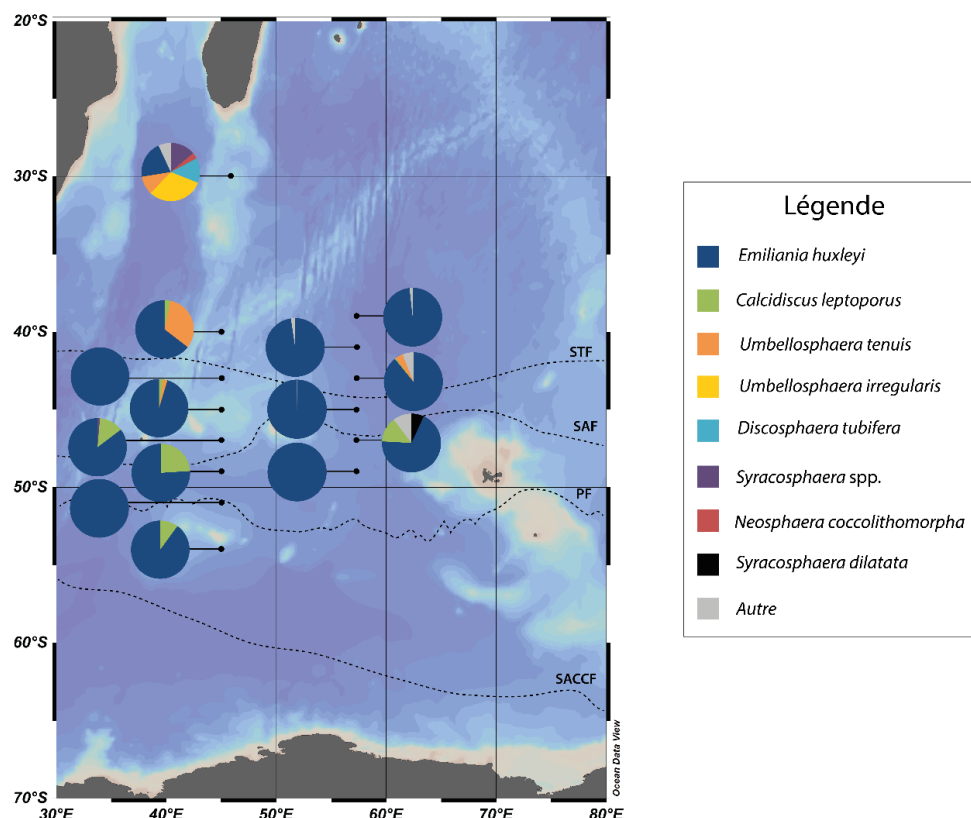 20°S
30°S
40°S
50°S
60°S
70°S
30°E
40°E
50°E
60°E
70°E
80°E
STF
SAF
PF
SACCF
Ocean Data View
Légende
Emiliania huxleyi
Calcidiscus leptoporus
Umbellosphaera tenuis
Umbellosphaera irregularis
Discosphaera tubifera
Syracosphaera spp.
Neosphaera coccolithomorpha
Syracosphaera dilatata
Autre